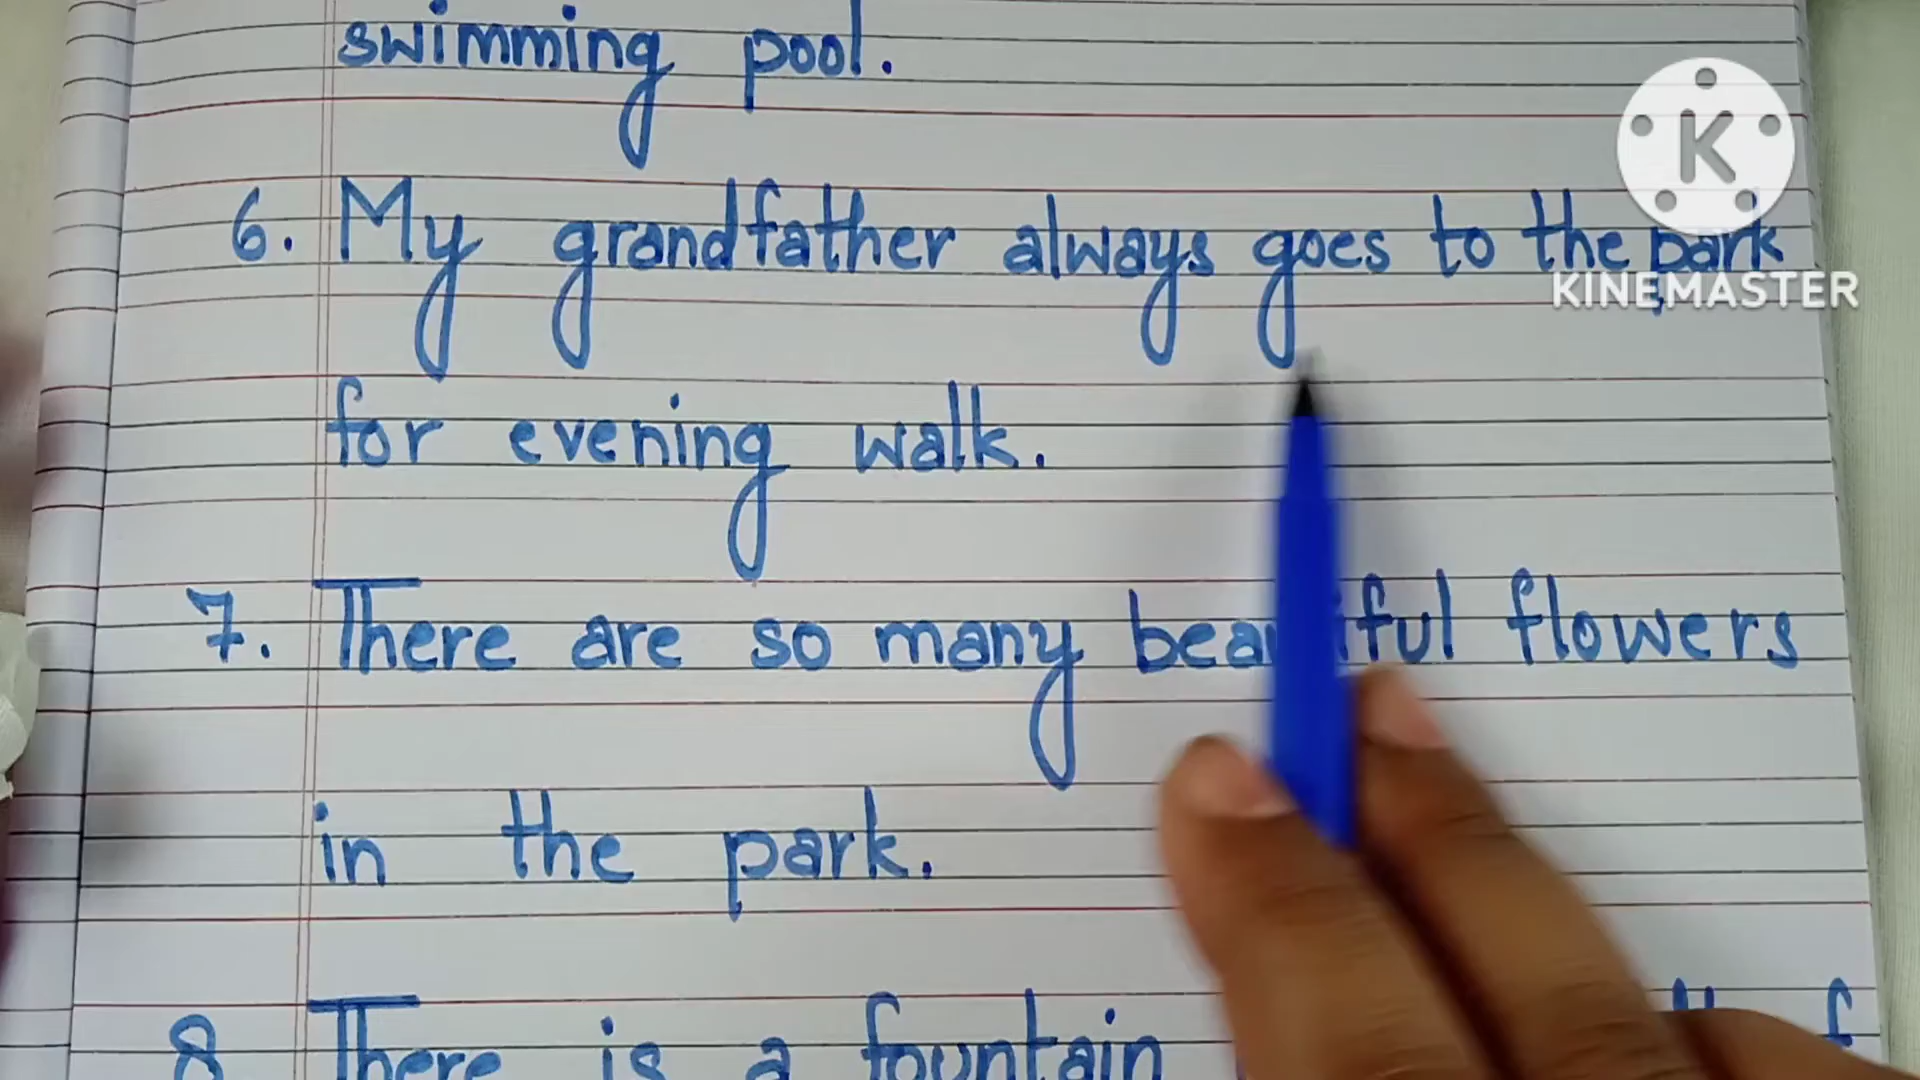 swimming pool.
6. My grandfather always goes to the park
KINEMASTER
for evening walk.
7. There are so many beautiful flowers
in the park.
8. There is a fountain